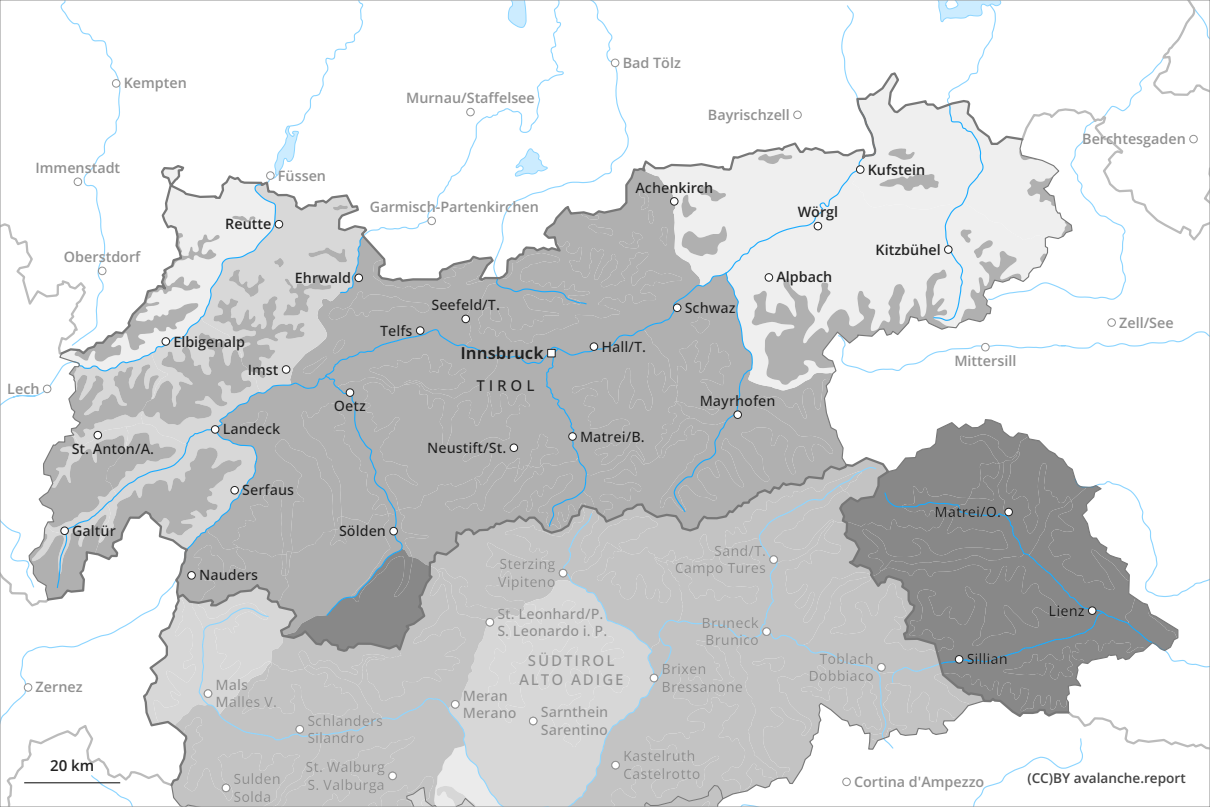 Bad Tölz
Kempten
Murnau/Staffelsee
Bayrischzell
Berchtesgaden
Immenstadt
Füssen
Kufstein
Achenkirch
Garmisch-Partenkirchen
Wörgl
Reutte
Kitzbühel
Oberstdorf
Ehrwald
Alpbach
Seefeld/T.
Schwaz
Telfs
Zell/See
Elbigenalp
Innsbruck
Hall/T.
Mittersill
Imst
TIROL
Lech
Mayrhofen
Oetz
Landeck
Matrei/B.
St. Anton/A.
Neustift/St.
Serfaus
Matrei/O.
Galtür
Sölden
Sand/T.
Campo Tures
Sterzing
Vipiteno
Nauders
Lienz
St. Leonhard/P.
S. Leonardo i. P.
Bruneck
Brunico
SÜDTIROL
ALTO ADIGE
Toblach
Dobbiaco
Sillian
Brixen
Bressanone
Zernez
Mals
Malles V.
Meran
Merano
Sarnthein
Sarentino
Schlanders
Silandro
Kastelruth
Castelrotto
20 km
St. Walburg
S. Valburga
Sulden
Solda
Cortina d'Ampezzo
(CC)BY avalanche.report